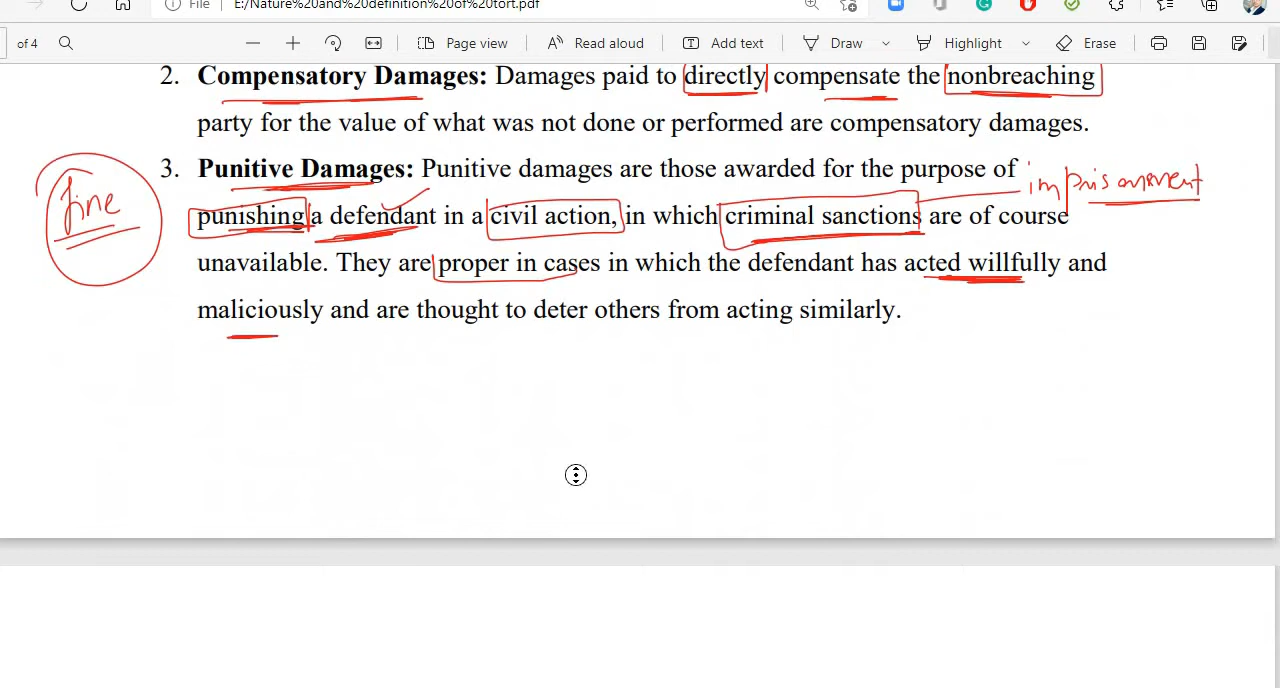 File E:/Nature%20and%20definition%20of%20tort.pdf
of 4 Page view Read aloud Add text Draw Highlight Erase
2. Compensatory Damages: Damages paid to directly compensate the nonbreaching
party for the value of what was not done or performed are compensatory damages.
3. Punitive Damages: Punitive damages are those awarded for the purpose of
imprisonment
fine
punishing a defendant in a civil action, in which criminal sanctions are of course
unavailable. They are proper in cases in which the defendant has acted willfully and
maliciously and are thought to deter others from acting similarly.